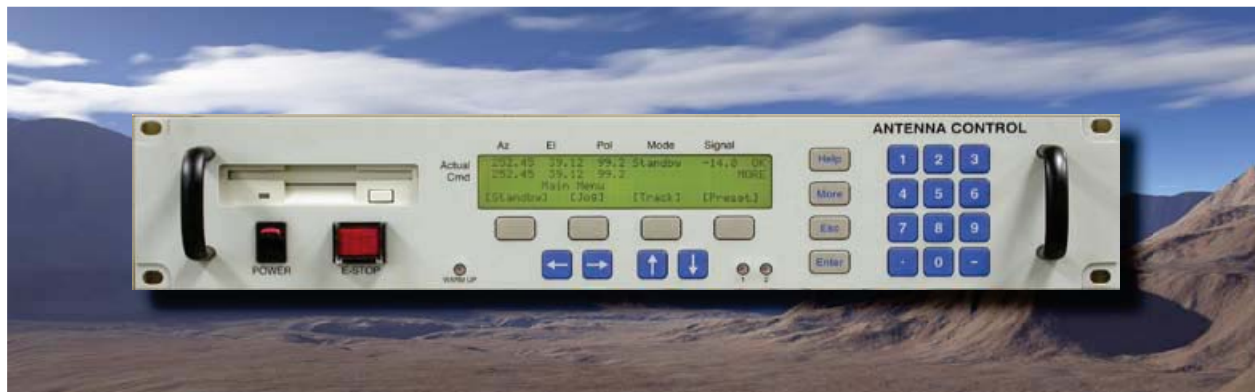 ANTENNA CONTROL
Az El Pol Mode Signal
Actual 252.45 39.12 99.2 Standby -14.8 OK
Cmd 252.45 39.12 99.2 MORE
Main Menu
[Standby] [Jog] [Track] [Preset]
Help 1 2 3
More 4 5 6
Esc 7 8 9
Enter . 0 -
POWER E-STOP WARM UP ← → ↑ ↓ 1 2